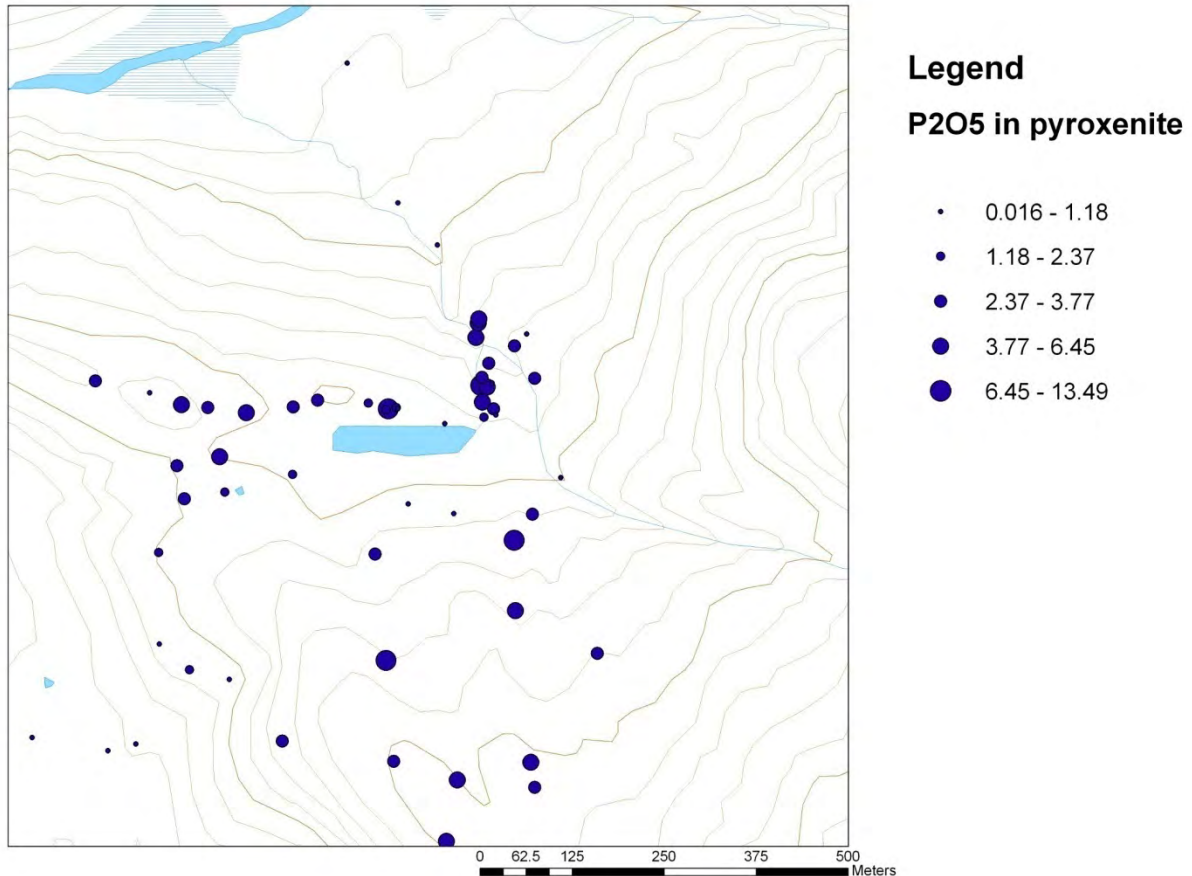 Legend
P2O5 in pyroxenite
0.016 - 1.18
1.18 - 2.37
2.37 - 3.77
3.77 - 6.45
6.45 - 13.49
0 62.5 125 250 375 500
Meters